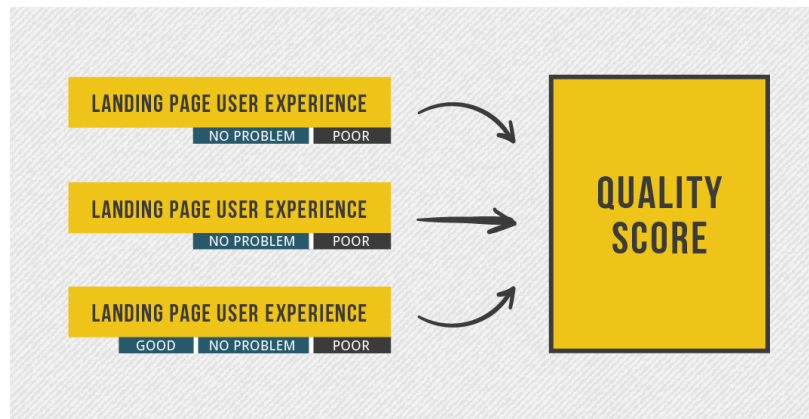 LANDING PAGE USER EXPERIENCE
NO PROBLEM POOR
LANDING PAGE USER EXPERIENCE
NO PROBLEM POOR
LANDING PAGE USER EXPERIENCE
GOOD NO PROBLEM POOR
QUALITY
SCORE